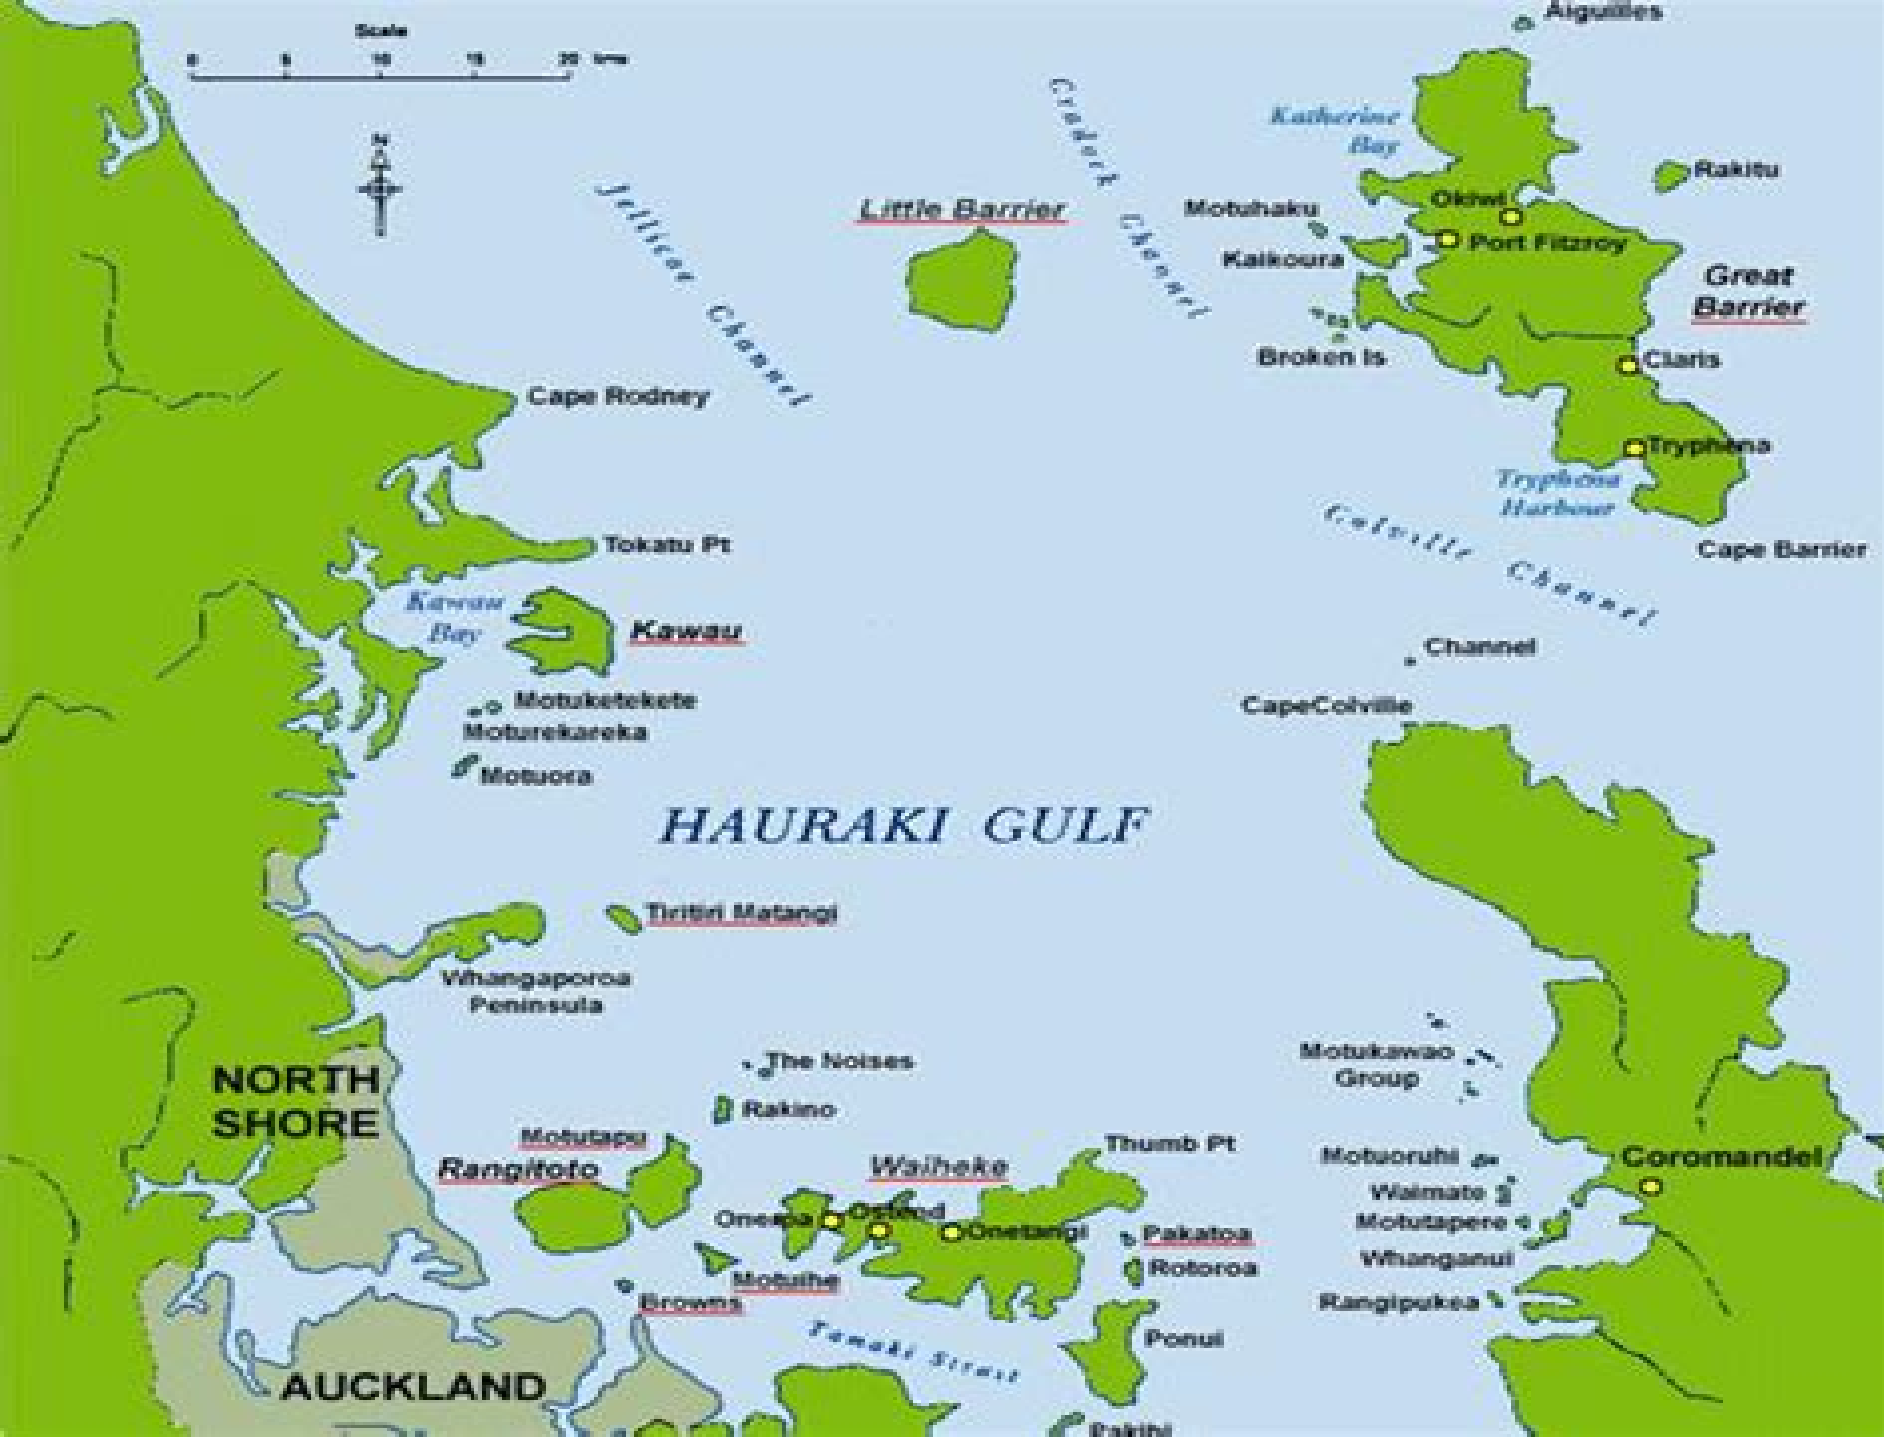 Scale
0 5 10 15 20 kms
N
Aiguilles
Katherine
Bay
Rakitu
Little Barrier
Cradock Channel
Jellicoe Channel
Okiwi
Motuhaku
Port Fitzroy
Kaikoura
Great
Barrier
Broken Is
Claris
Cape Rodney
Tryphena
Tryphena
Harbour
Colville Channel
Tokatu Pt
Cape Barrier
Kawau
Bay
Kawau
Channel
Motuketekete
CapeColville
Moturekareka
Motuora
HAURAKI GULF
Tiritiri Matangi
Whangaporoa
Peninsula
Motukawao
Group
The Noises
NORTH
SHORE
Rakino
Motutapu
Rangitoto
Waiheke
Thumb Pt
Motuoruhi
Coromandel
Waimate
Oneroa
Ostend
Onetangi
Pakatoa
Motutapere
Whanganui
Motuihe
Rotoroa
Browns
Rangipukea
Tamaki Strait
Ponui
AUCKLAND
Pakihi